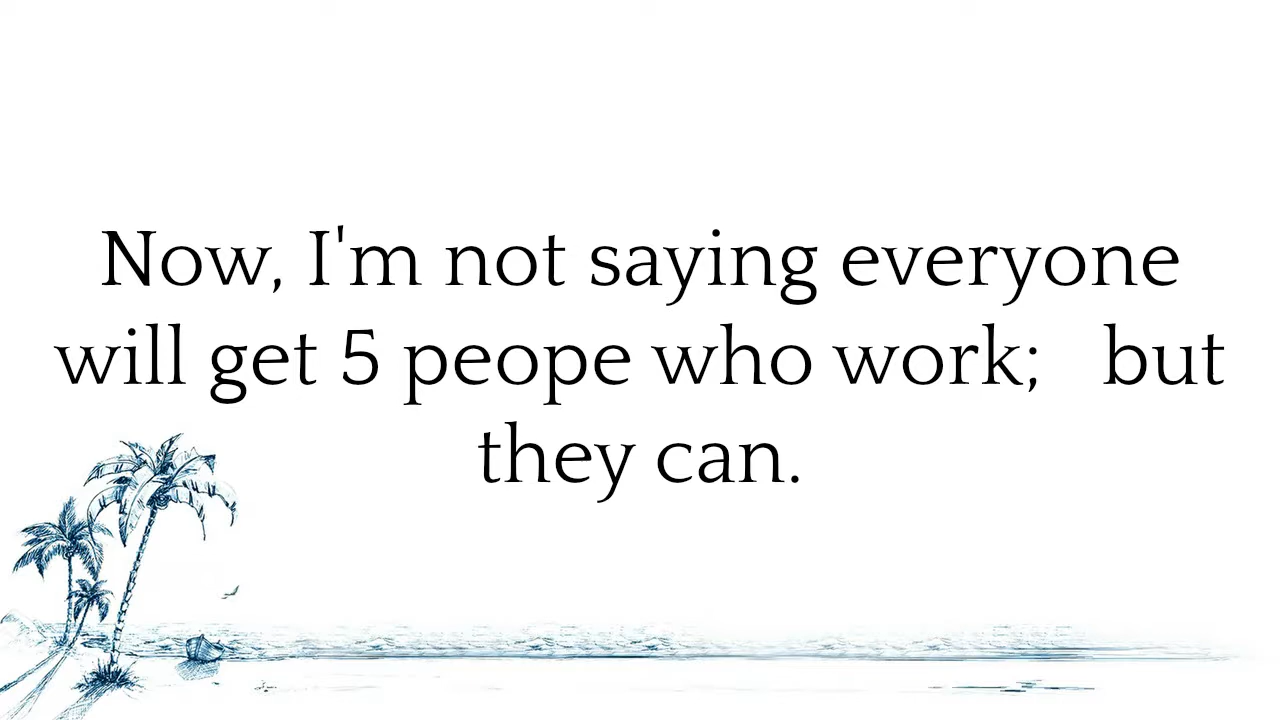 Now, I'm not saying everyone
will get 5 peope who work;   but
they can.